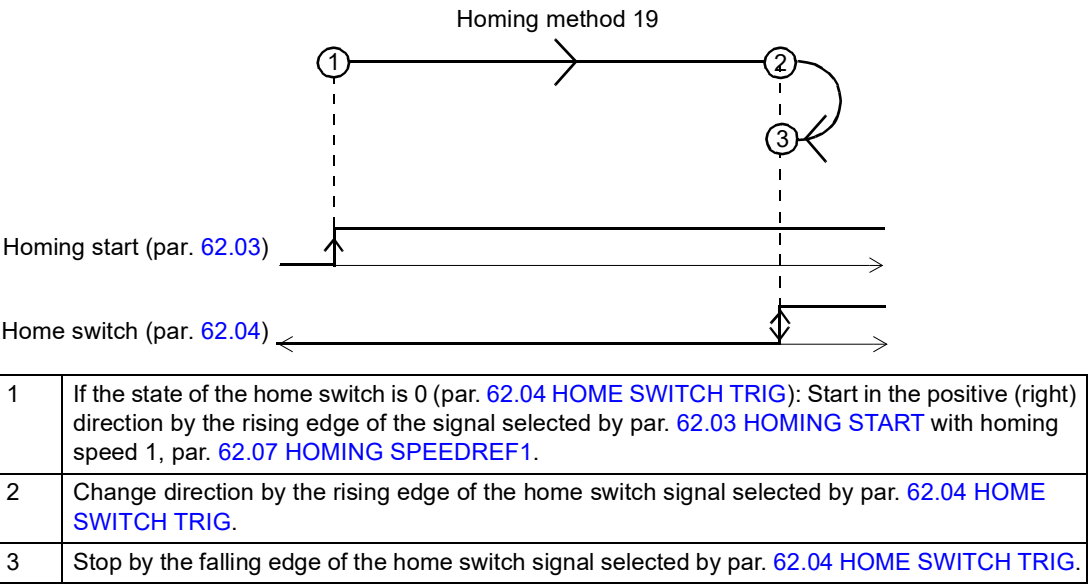 Homing method 19
1
2
3
Homing start (par. 62.03)
Home switch (par. 62.04)
1
If the state of the home switch is 0 (par. 62.04 HOME SWITCH TRIG): Start in the positive (right)
direction by the rising edge of the signal selected by par. 62.03 HOMING START with homing
speed 1, par. 62.07 HOMING SPEEDREF1.
2
Change direction by the rising edge of the home switch signal selected by par. 62.04 HOME
SWITCH TRIG.
3
Stop by the falling edge of the home switch signal selected by par. 62.04 HOME SWITCH TRIG.